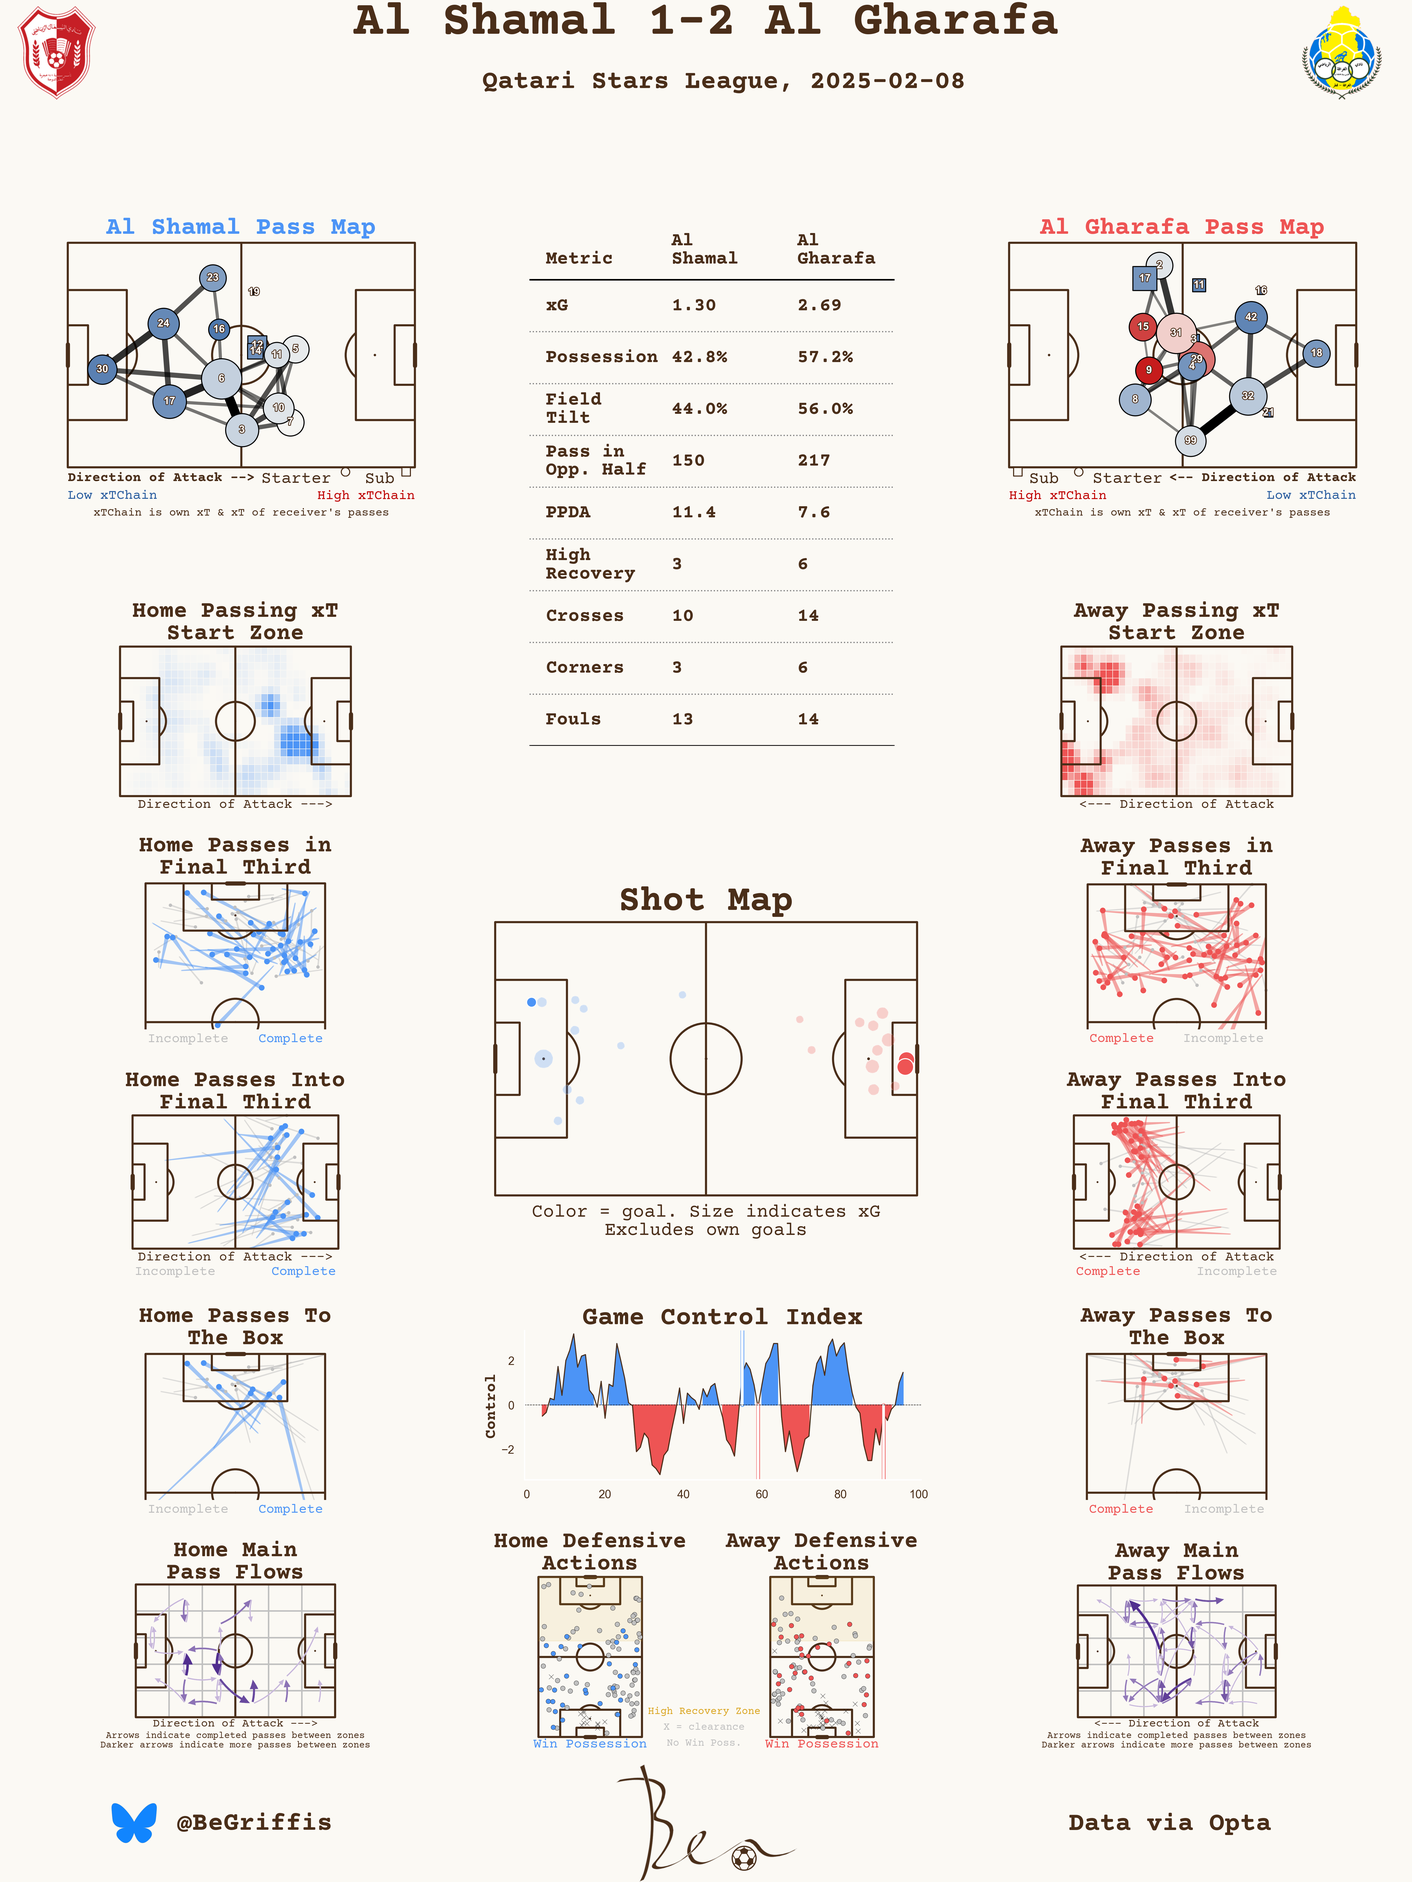 Al Shamal 1-2 Al Gharafa
Qatari Stars League, 2025-02-08
Al Shamal Pass Map
23
19
24
16
12
14
11
5
30
6
17
10
7
3
Direction of Attack --> Starter Sub
Low xTChain High xTChain
xTChain is own xT & xT of receiver's passes
Metric Al Shamal Al Gharafa
xG 1.30 2.69
Possession 42.8% 57.2%
Field Tilt 44.0% 56.0%
Pass in Opp. Half 150 217
PPDA 11.4 7.6
High Recovery 3 6
Crosses 10 14
Corners 3 6
Fouls 13 14
Al Gharafa Pass Map
2
17
11
16
15
31
42
29
18
9
4
8
32
21
99
Sub Starter <-- Direction of Attack
High xTChain Low xTChain
xTChain is own xT & xT of receiver's passes
Home Passing xT
Start Zone
Direction of Attack --->
Away Passing xT
Start Zone
<--- Direction of Attack
Home Passes in
Final Third
Incomplete Complete
Shot Map
Color = goal. Size indicates xG
Excludes own goals
Away Passes in
Final Third
Complete Incomplete
Home Passes Into
Final Third
Direction of Attack --->
Incomplete Complete
Away Passes Into
Final Third
<--- Direction of Attack
Complete Incomplete
Home Passes To
The Box
Incomplete Complete
Game Control Index
Control
2
0
−2
0 20 40 60 80 100
Away Passes To
The Box
Complete Incomplete
Home Main
Pass Flows
Direction of Attack --->
Arrows indicate completed passes between zones
Darker arrows indicate more passes between zones
Home Defensive
Actions
Win Possession
High Recovery Zone
X = clearance
No Win Poss.
Away Defensive
Actions
Win Possession
Away Main
Pass Flows
<--- Direction of Attack
Arrows indicate completed passes between zones
Darker arrows indicate more passes between zones
@BeGriffis
Ben
Data via Opta